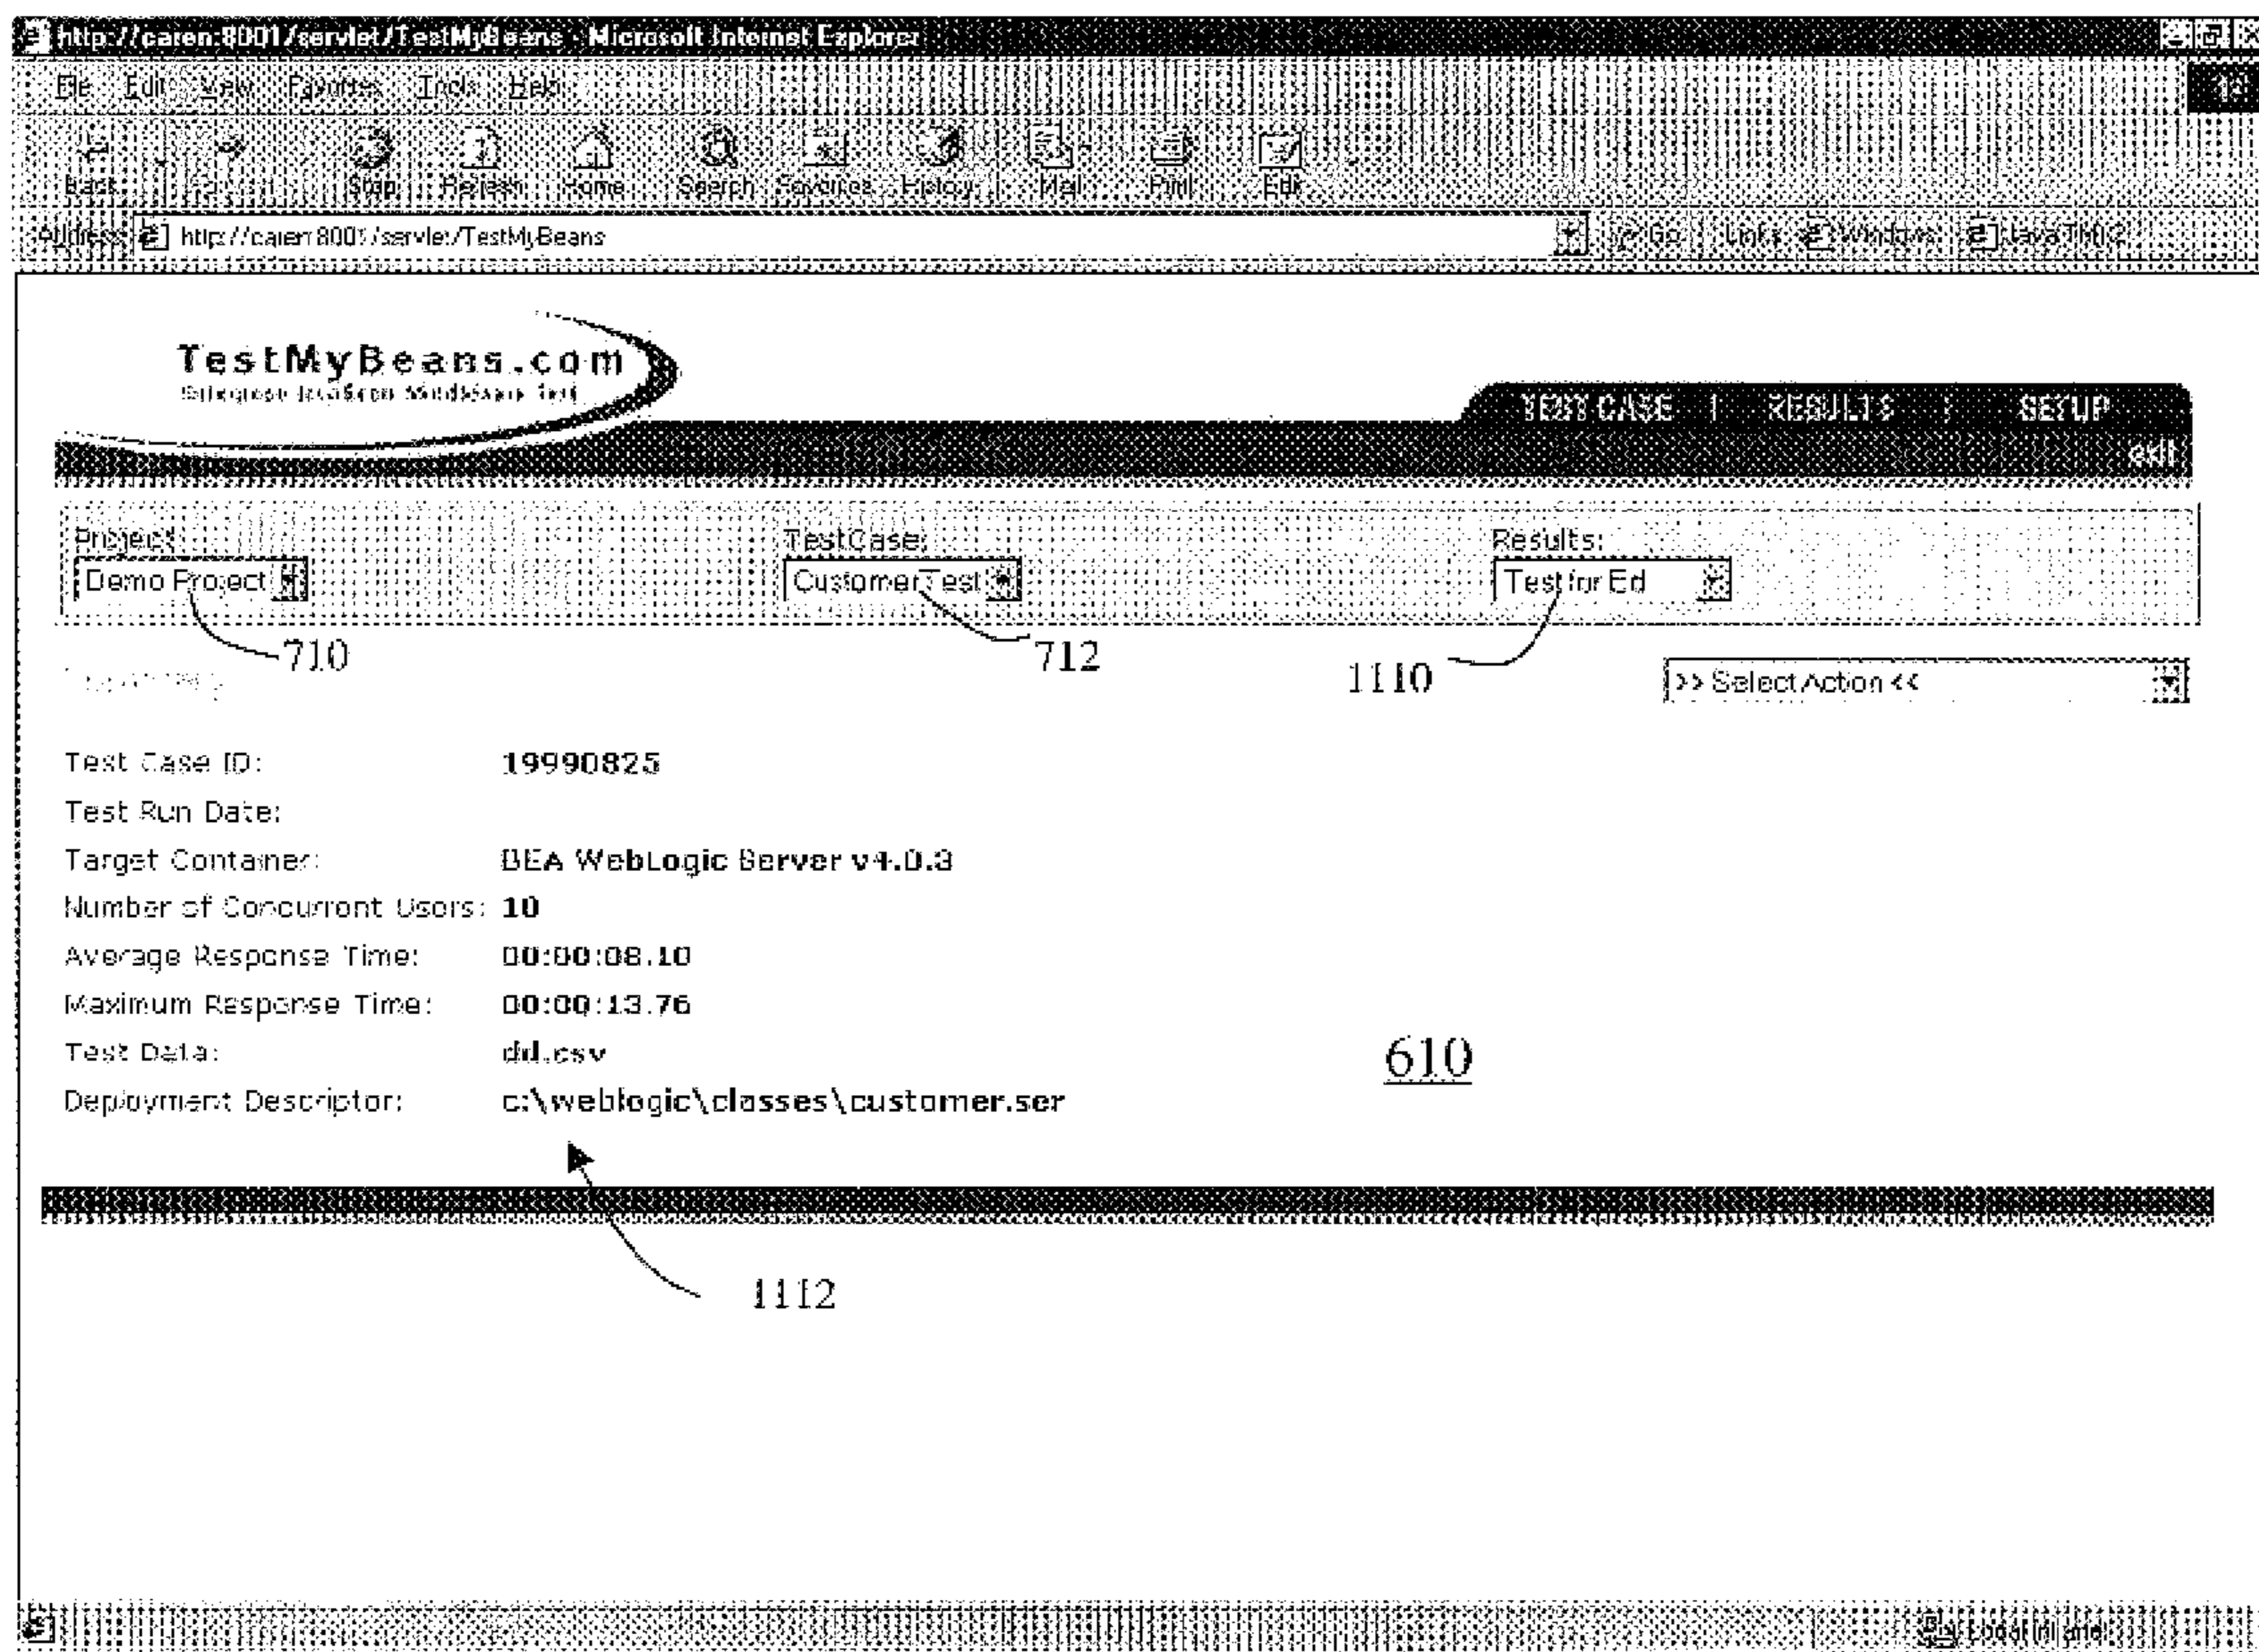 http://caren:8001/servlet/TestMyBeans - Microsoft Internet Explorer
File Edit View Favorites Tools Help
Back Stop Refresh Home Search Favorites History Mail Print Edit
Address http://caren:8001/servlet/TestMyBeans Go Links Windows
TestMyBeans.com
TEST CASE | RESULTS | SETUP
exit
Project: TestCase: Results:
Demo Project CustomerTest Test for Ed
710 712 1110
>> Select Action <<
Test Case ID: 19990825
Test Run Date:
Target Container: BEA WebLogic Server v4.0.3
Number of Concurrent Users: 10
Average Response Time: 00:00:08.10
Maximum Response Time: 00:00:13.76
Test Data: dd.csv
610
Deployment Descriptor: c:\weblogic\classes\customer.ser
1112